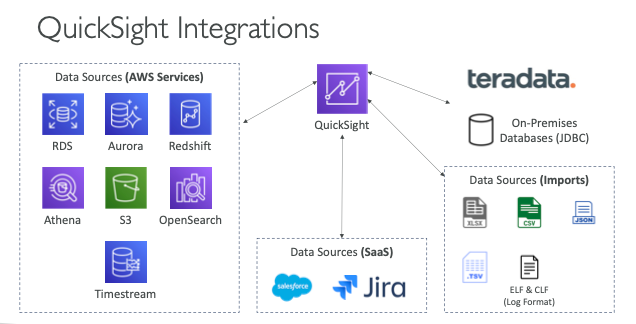 QuickSight Integrations
Data Sources (AWS Services)
RDS
Aurora
Redshift
Athena
S3
OpenSearch
Timestream
QuickSight
Data Sources (SaaS)
salesforce
Jira
teradata.
On-Premises
Databases (JDBC)
Data Sources (Imports)
XLSX
CSV
JSON
.TSV
ELF & CLF
(Log Format)